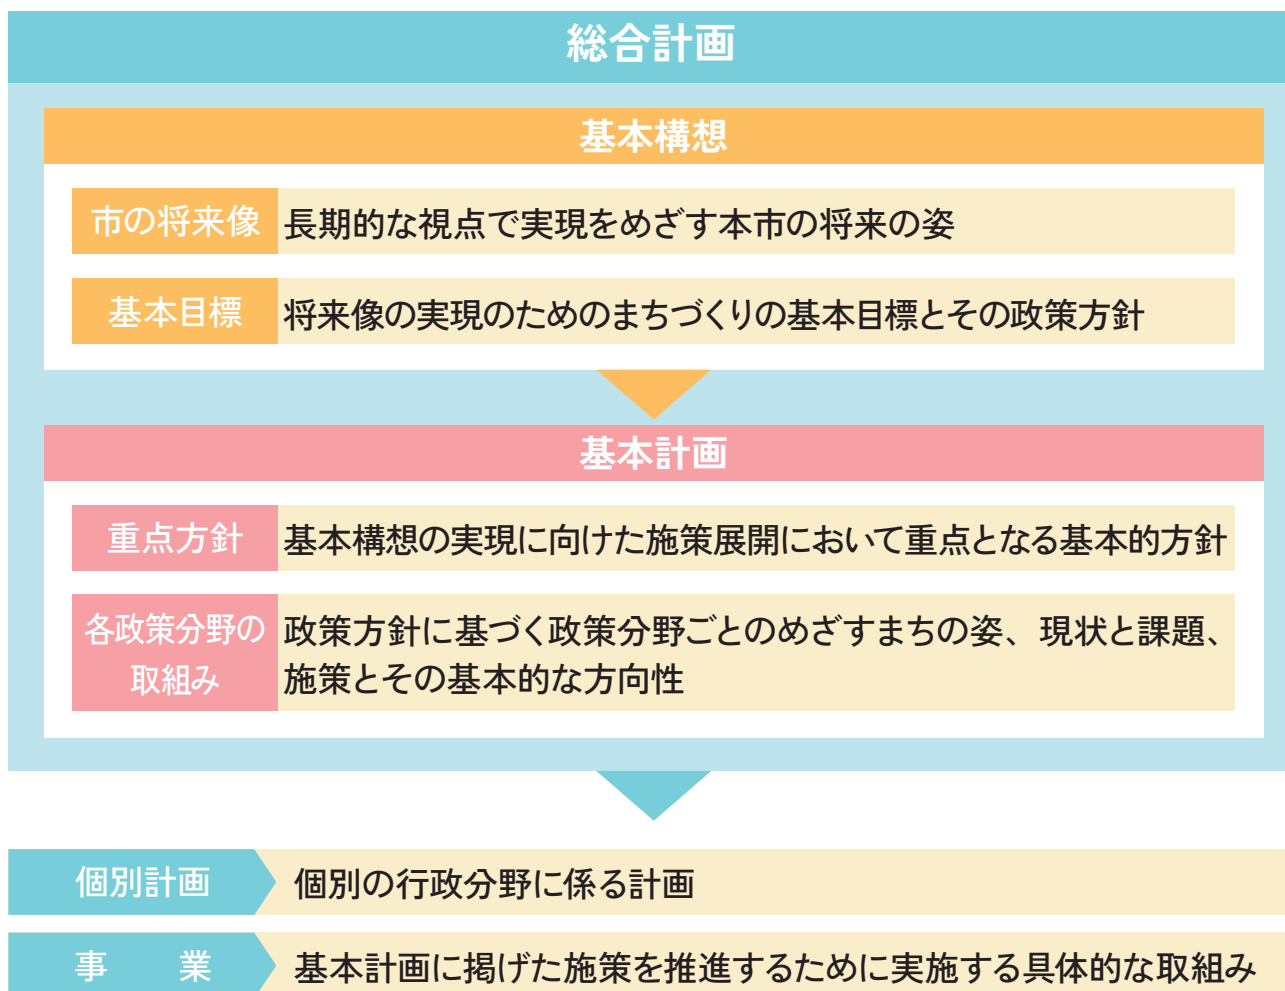 総合計画
基本構想
市の将来像 長期的な視点で実現をめざす本市の将来の姿
基本目標 将来像の実現のためのまちづくりの基本目標とその政策方針
基本計画
重点方針 基本構想の実現に向けた施策展開において重点となる基本的方針
各政策分野の
取組み
政策方針に基づく政策分野ごとのめざすまちの姿、現状と課題、
施策とその基本的な方向性
個別計画 個別の行政分野に係る計画
事　業 基本計画に掲げた施策を推進するために実施する具体的な取組み